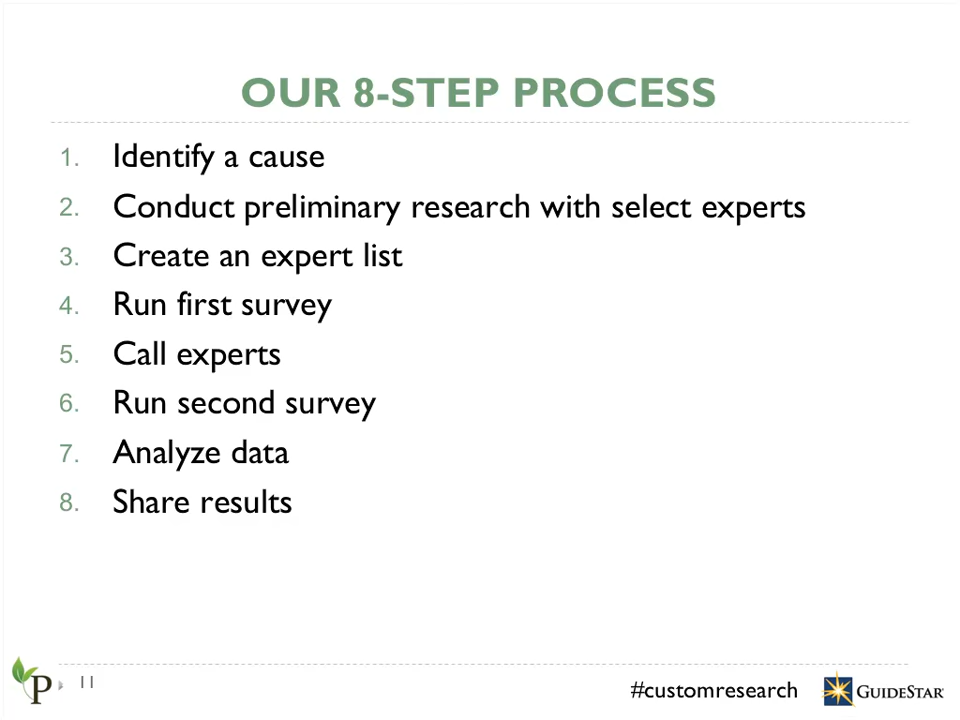 OUR 8-STEP PROCESS
1. Identify a cause
2. Conduct preliminary research with select experts
3. Create an expert list
4. Run first survey
5. Call experts
6. Run second survey
7. Analyze data
8. Share results
P
11
#customresearch
GUIDESTAR